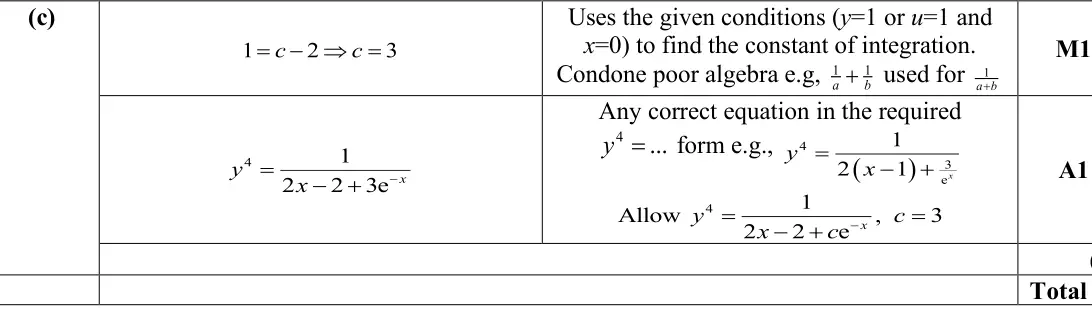 (c)
1 = c − 2 ⇒ c = 3
Uses the given conditions (y=1 or u=1 and
x=0) to find the constant of integration.
Condone poor algebra e.g, 1/a + 1/b used for 1/(a+b)
M1
y⁴ = 1/(2x − 2 + 3e⁻ˣ)
Any correct equation in the required
y⁴ = ... form e.g., y⁴ = 1/(2(x − 1) + 3/eˣ)
Allow y⁴ = 1/(2x − 2 + ce⁻ˣ), c = 3
A1
(
Total